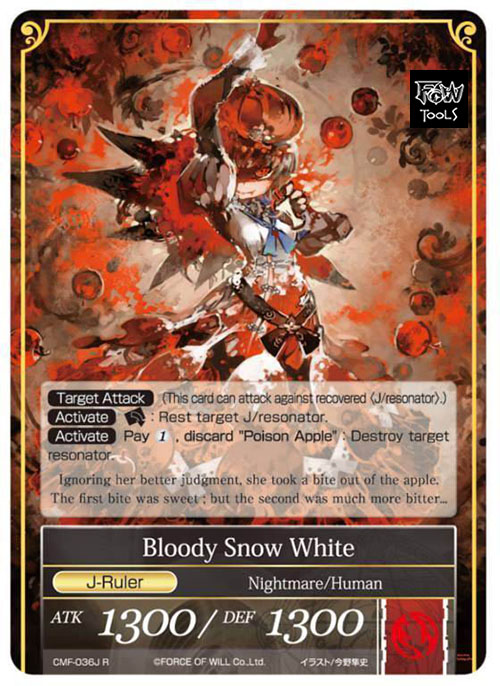 FOW
TOOLS
Target Attack (This card can attack against recovered 《J/resonator》.)
Activate : Rest target J/resonator.
Activate Pay 1 , discard "Poison Apple" : Destroy target
resonator.
Ignoring her better judgment, she took a bite out of the apple.
The first bite was sweet ; but the second was much more bitter...
Bloody Snow White
J-Ruler Nightmare/Human
ATK 1300 / DEF 1300
CMF-036J R ©FORCE OF WILL Co.,Ltd. イラスト/今野隼史